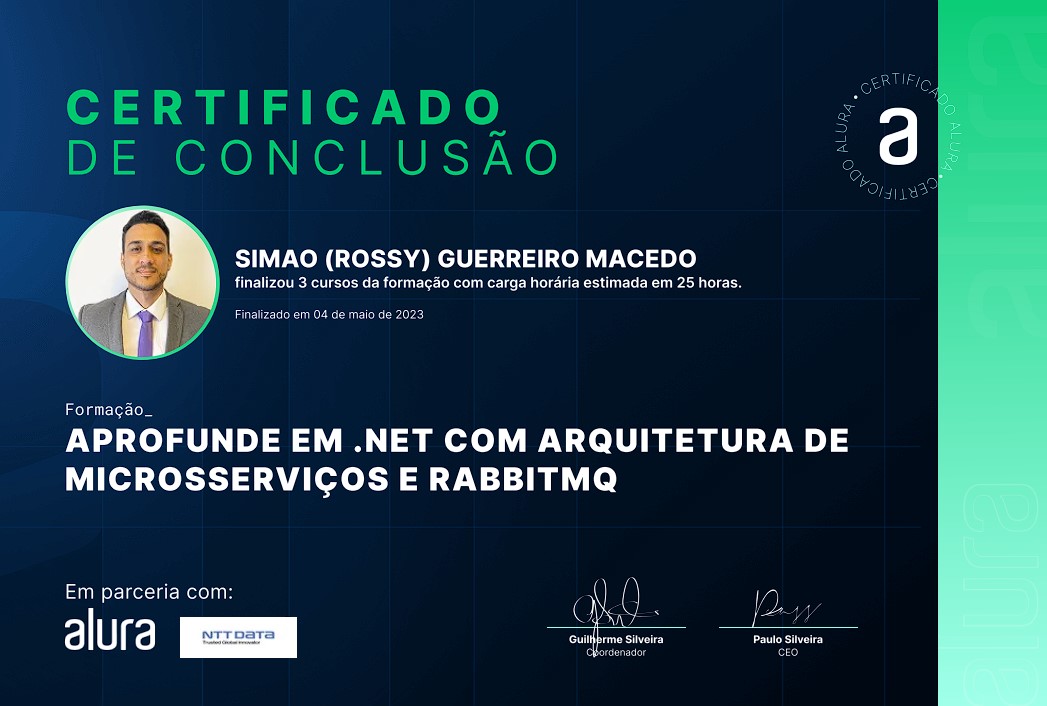 CERTIFICADO
DE CONCLUSÃO
CERTIFICADO ALURA • CERTIFICADO ALURA •
a
SIMAO (ROSSY) GUERREIRO MACEDO
finalizou 3 cursos da formação com carga horária estimada em 25 horas.
Finalizado em 04 de maio de 2023
Formação_
APROFUNDE EM .NET COM ARQUITETURA DE
MICROSSERVIÇOS E RABBITMQ
Em parceria com:
alura
NTT DATA
Trusted Global Innovator
Guilherme Silveira
Coordenador
Paulo Silveira
CEO
alura
alura